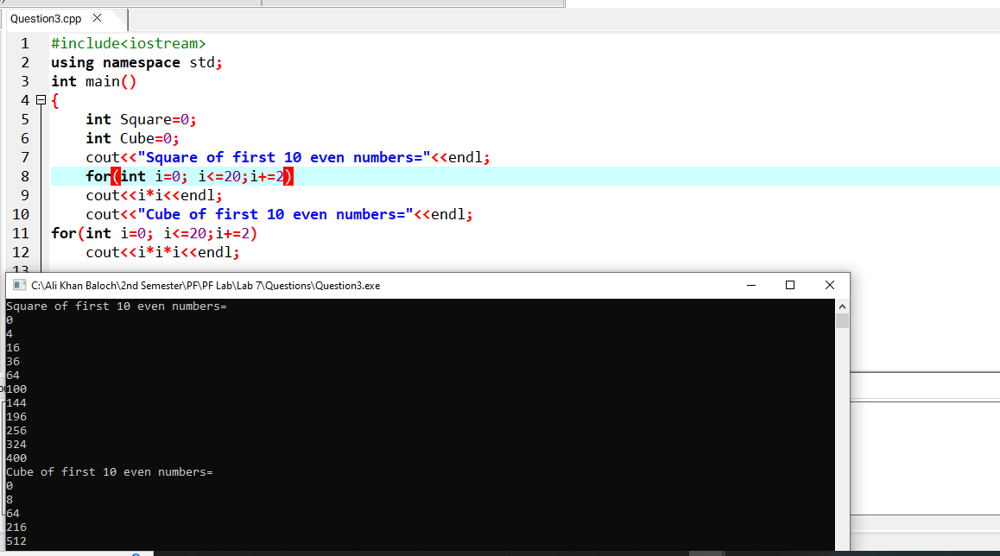 Question3.cpp
1 #include<iostream>
2 using namespace std;
3 int main()
4 {
5 int Square=0;
6 int Cube=0;
7 cout<<"Square of first 10 even numbers="<<endl;
8 for(int i=0; i<=20;i+=2)
9 cout<<i*i<<endl;
10 cout<<"Cube of first 10 even numbers="<<endl;
11 for(int i=0; i<=20;i+=2)
12 cout<<i*i*i<<endl;
13
C:\Ali Khan Baloch\2nd Semester\PF\PF Lab\Lab 7\Questions\Question3.exe
Square of first 10 even numbers=
0
4
16
36
64
100
144
196
256
324
400
Cube of first 10 even numbers=
0
8
64
216
512